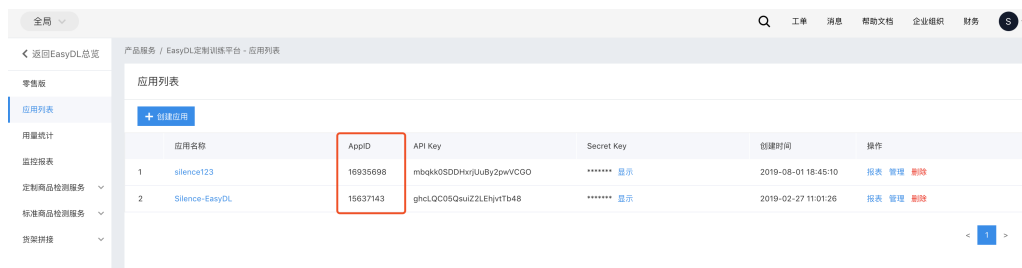 全局 工单 消息 帮助文档 企业组织 财务 S
返回EasyDL总览 产品服务 / EasyDL定制训练平台 - 应用列表
零售版 应用列表
应用列表 + 创建应用
用量统计 应用名称 AppID API Key Secret Key 创建时间 操作
监控报表 1 silence123 16935698 mbqkk0SDDHxrjUuBy2pwVCGO ******* 显示 2019-08-01 18:45:10 报表 管理 删除
定制商品检测服务
标准商品检测服务 2 Silence-EasyDL 15637143 ghcLQC05QsuiZ2LEhjvtTb48 ******* 显示 2019-02-27 11:01:26 报表 管理 删除
货架拼接 < 1 >